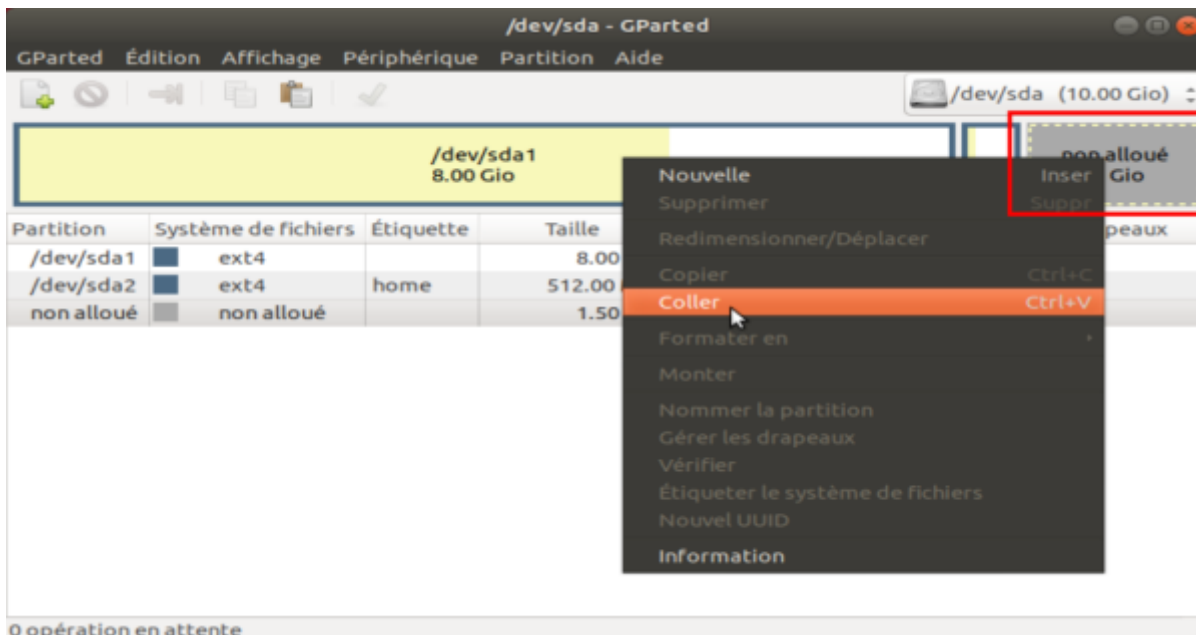 /dev/sda - GParted
GParted Édition Affichage Périphérique Partition Aide
/dev/sda (10.00 Gio)
/dev/sda1
8.00 Gio
non alloué
Gio
Partition Système de fichiers Étiquette Taille peaux
/dev/sda1 ext4 8.00
/dev/sda2 ext4 home 512.00
non alloué non alloué 1.50
Nouvelle Inser
Supprimer Suppr
Redimensionner/Déplacer
Copier Ctrl+C
Coller Ctrl+V
Formater en
Monter
Nommer la partition
Gérer les drapeaux
Vérifier
Étiqueter le système de fichiers
Nouvel UUID
Information
0 opération en attente